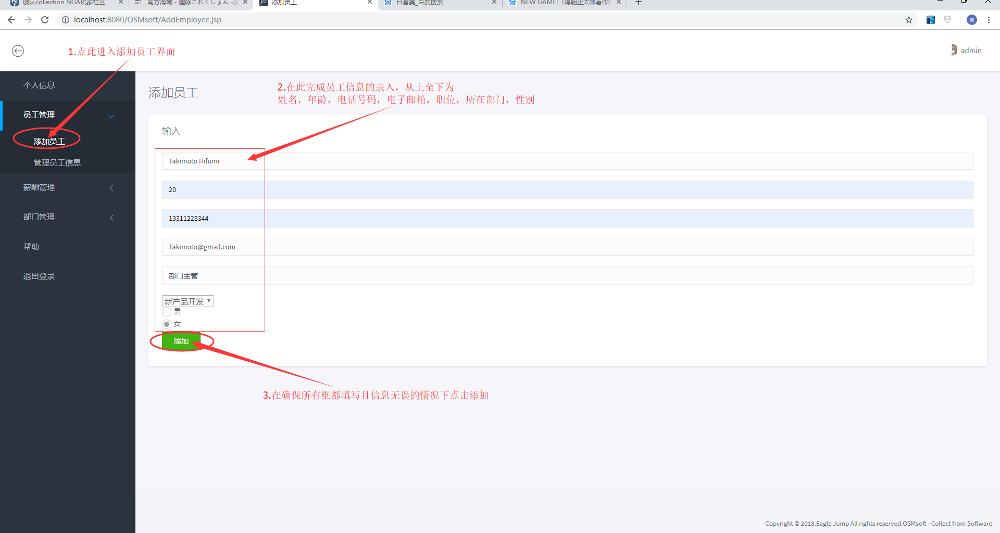 舰队collection NGA玩家社区
南方海域 - 艦隊これくしょん -艦
添加员工
日富美_百度搜索
NEW GAME! (得能正太郎著作的
localhost:8080/OSMsoft/AddEmployee.jsp
健
1.点此进入添加员工界面
admin
个人信息
员工管理
添加员工
管理员工信息
薪酬管理
部门管理
帮助
退出登录
添加员工
2.在此完成员工信息的录入，从上至下为
姓名，年龄，电话号码，电子邮箱，职位，所在部门，性别
输入
Takimoto Hifumi
20
13311223344
Takimoto@gmail.com
部门主管
新产品开发
男
女
添加
3.在确保所有框都填写且信息无误的情况下点击添加
Copyright © 2018.Eagle Jump All rights reserved.OSMsoft - Collect from Software